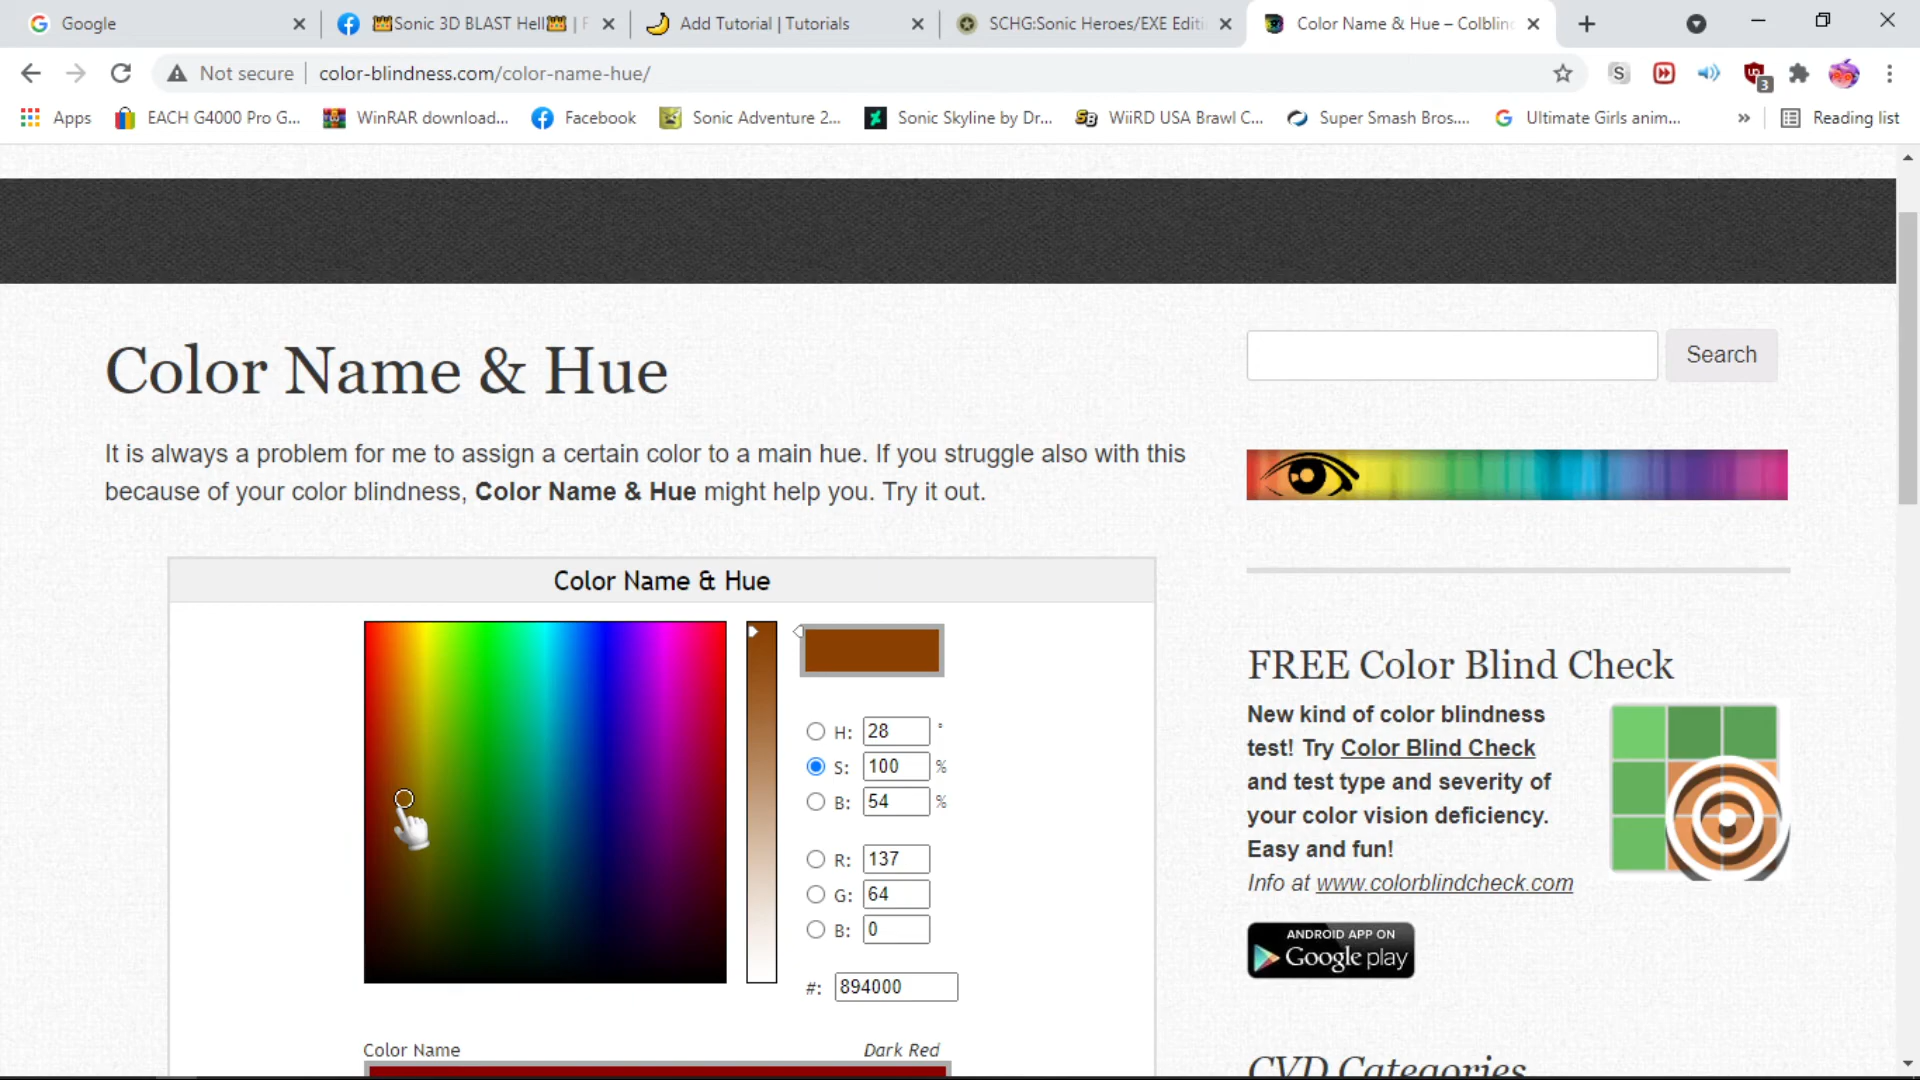 Google
👑Sonic 3D BLAST Hell👑 | F
Add Tutorial | Tutorials
SCHG:Sonic Heroes/EXE Editi
Color Name & Hue – Colblind
Not secure
color-blindness.com/color-name-hue/
S
3
Apps
EACH G4000 Pro G...
WinRAR download...
Facebook
Sonic Adventure 2...
Sonic Skyline by Dr...
WiiRD USA Brawl C...
Super Smash Bros....
Ultimate Girls anim...
»
Reading list
Color Name & Hue
Search
It is always a problem for me to assign a certain color to a main hue. If you struggle also with this
because of your color blindness, Color Name & Hue might help you. Try it out.
Color Name & Hue
H: 28 °
S: 100 %
B: 54 %
R: 137
G: 64
B: 0
#: 894000
Color Name
Dark Red
FREE Color Blind Check
New kind of color blindness
test! Try Color Blind Check
and test type and severity of
your color vision deficiency.
Easy and fun!
Info at www.colorblindcheck.com
ANDROID APP ON
Google play
CVD Categories